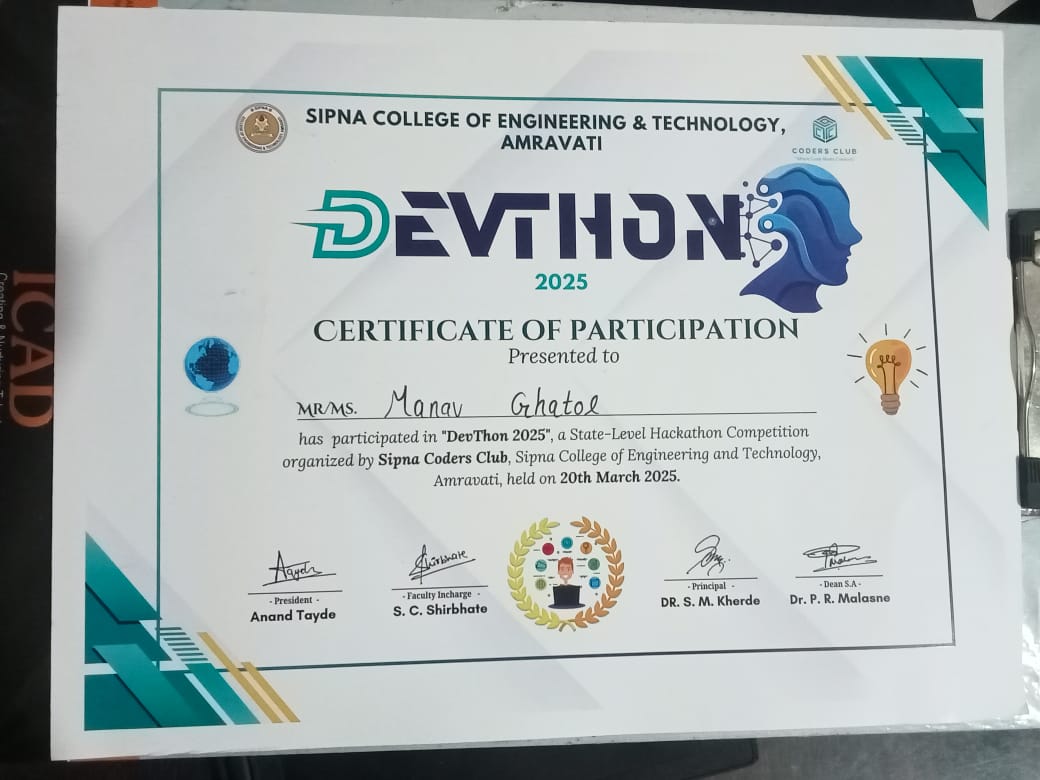 SIPNA COLLEGE OF ENGINEERING & TECHNOLOGY,
AMRAVATI
CODERS CLUB
DEVTHON
2025
CERTIFICATE OF PARTICIPATION
Presented to
MR/MS. Manav Ghatol
has participated in "DevThon 2025", a State-Level Hackathon Competition
organized by Sipna Coders Club, Sipna College of Engineering and Technology,
Amravati, held on 20th March 2025.
- President -
Anand Tayde
Shirbhate
- Faculty Incharge -
S. C. Shirbhate
- Principal -
DR. S. M. Kherde
- Dean S.A -
Dr. P. R. Malasne
ICAD